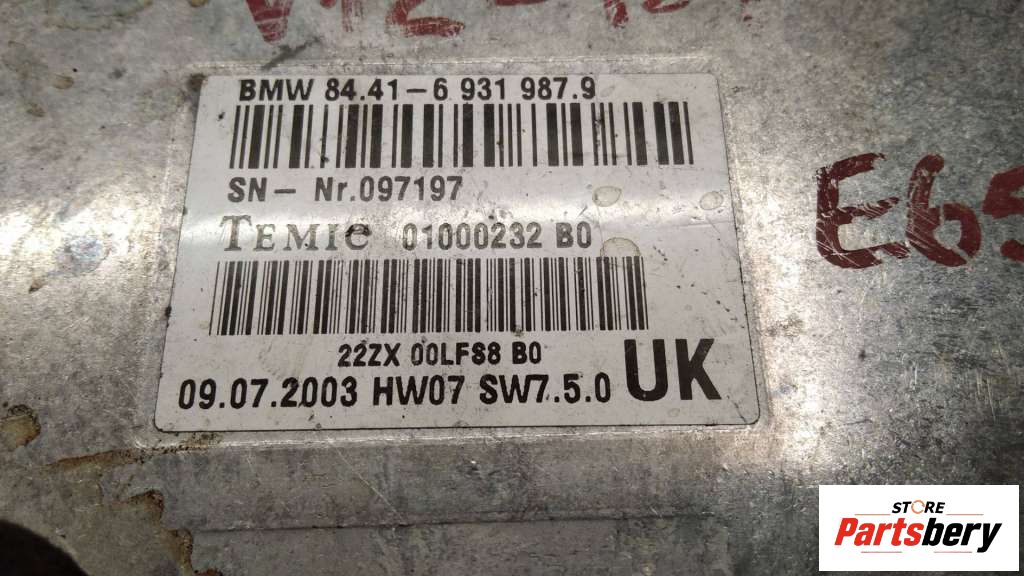 BMW 84.41-6 931 987.9
SN- Nr.097197
TEMIC 01000232 B0
22ZX 00LFS8 B0
09.07.2003 HW07 SW7.5.0 UK
E65
STORE
Partsbery